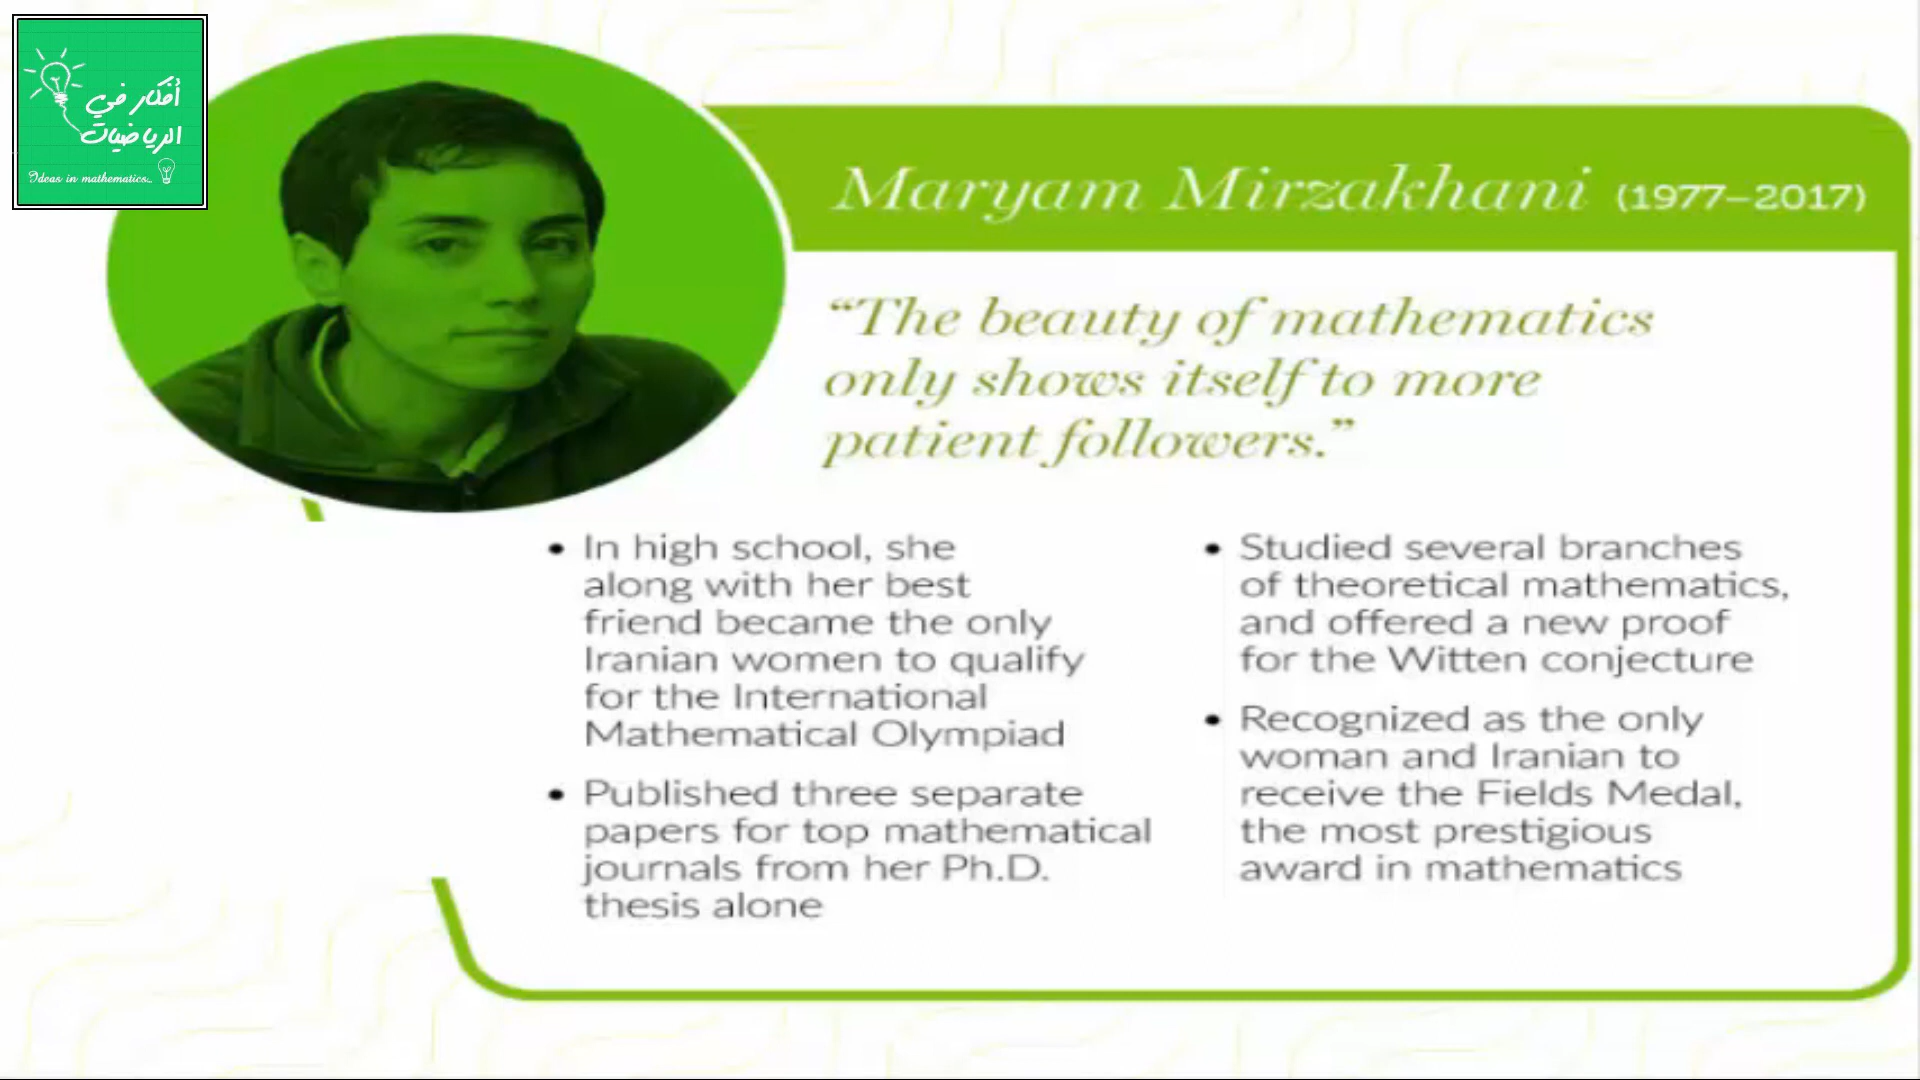 أفكار في
الرياضيات
Ideas in mathematics..
Maryam Mirzakhani (1977–2017)
“The beauty of mathematics
only shows itself to more
patient followers.”
• In high school, she
along with her best
friend became the only
Iranian women to qualify
for the International
Mathematical Olympiad
• Published three separate
papers for top mathematical
journals from her Ph.D.
thesis alone
• Studied several branches
of theoretical mathematics,
and offered a new proof
for the Witten conjecture
• Recognized as the only
woman and Iranian to
receive the Fields Medal,
the most prestigious
award in mathematics